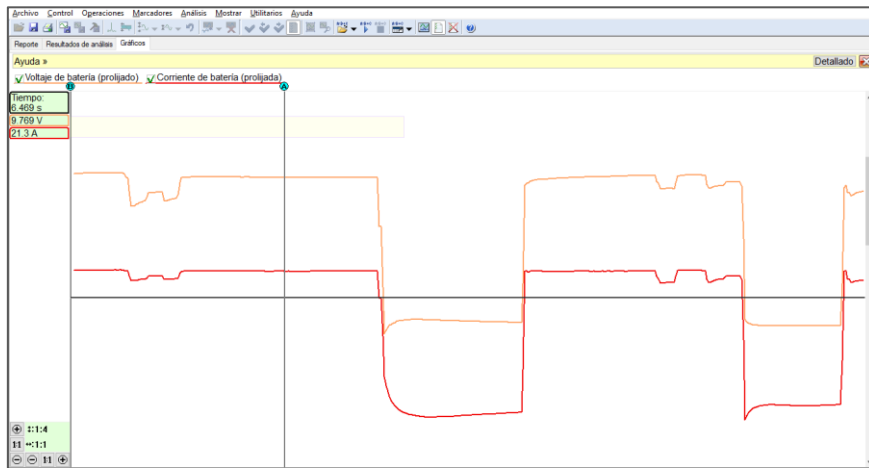 Archivo Control Operaciones Marcadores Análisis Mostrar Utilitarios Ayuda
Reporte Resultados de análisis Gráficos
Ayuda »
Detallado
Voltaje de batería (prolijado) Corriente de batería (prolijada)
B A
Tiempo:
6.469 s
9.769 V
21.3 A
↕:1:4
1:1 ↔:1:1
1:1